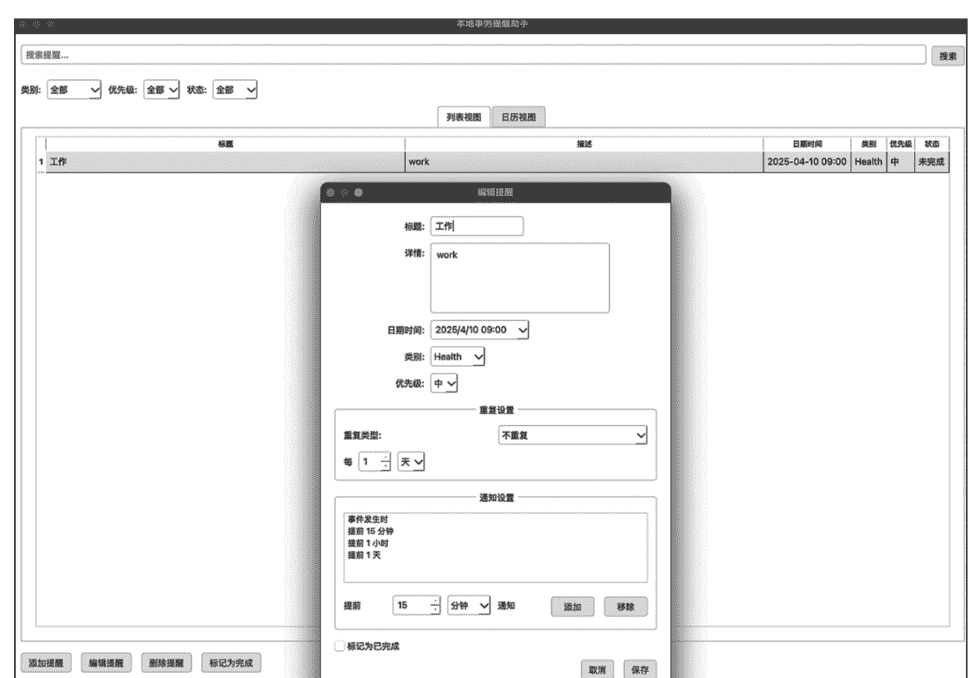 本地事务提醒助手
搜索提醒...
搜索
类别: 全部 优先级: 全部 状态: 全部
列表视图 日历视图
标题 描述 日期时间 类别 优先级 状态
1 工作 work 2025-04-10 09:00 Health 中 未完成
编辑提醒
标题: 工作
详情: work
日期时间: 2025/4/10 09:00
类别: Health
优先级: 中
重复设置
重复类型: 不重复
每 1 天
通知设置
事件发生时
提前 15 分钟
提前 1 小时
提前 1 天
提前 15 分钟 通知 添加 移除
标记为已完成
取消 保存
添加提醒 编辑提醒 删除提醒 标记为完成